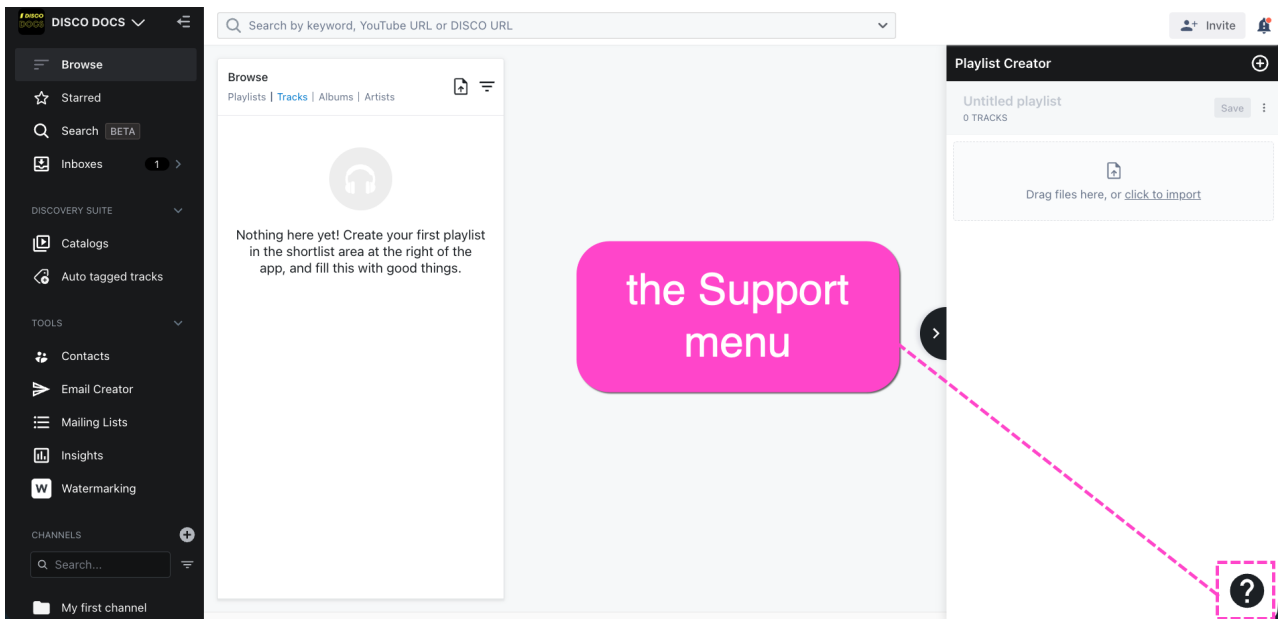 DISCO
DOCS
DISCO DOCS
Browse
Starred
Search BETA
Inboxes 1
DISCOVERY SUITE
Catalogs
Auto tagged tracks
TOOLS
Contacts
Email Creator
Mailing Lists
Insights
W Watermarking
CHANNELS
Search...
My first channel
Search by keyword, YouTube URL or DISCO URL
Invite
Browse
Playlists | Tracks | Albums | Artists
Nothing here yet! Create your first playlist
in the shortlist area at the right of the
app, and fill this with good things.
the Support
menu
Playlist Creator
Untitled playlist
0 TRACKS
Save
Drag files here, or click to import
?